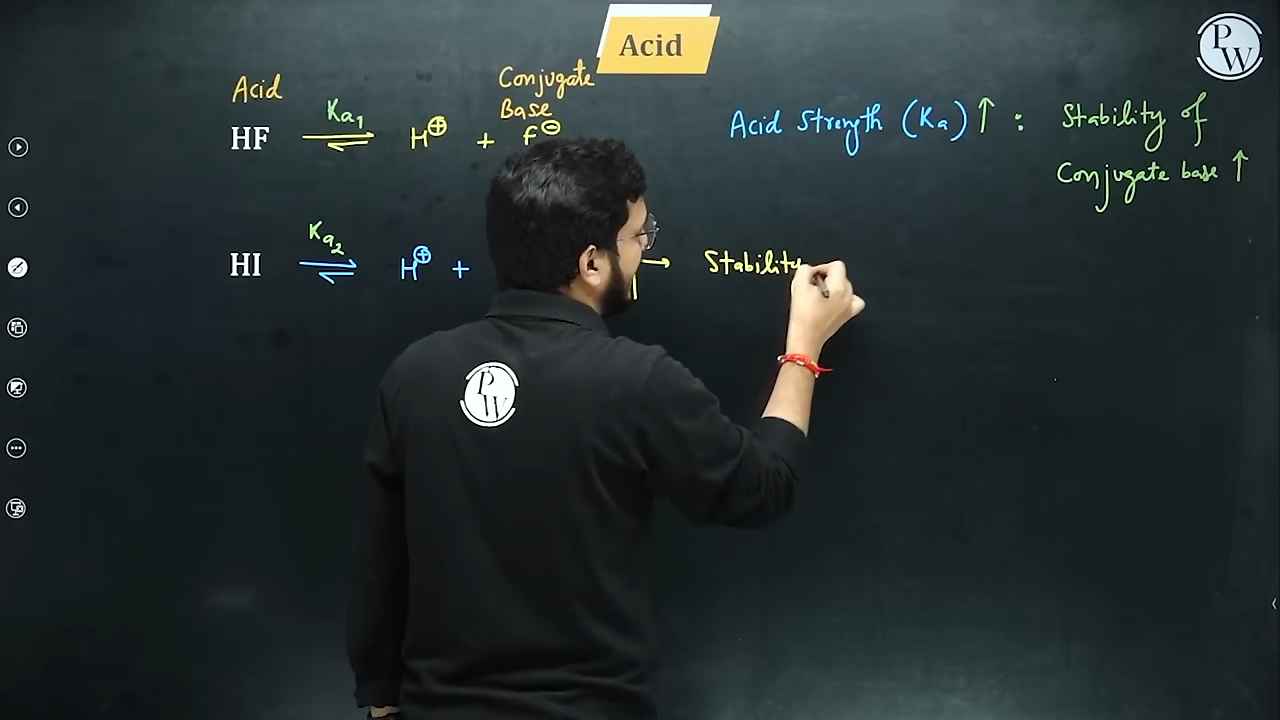 Acid
PW
Acid
Conjugate
Base
Ka1
HF ⇌ H⊕ + F⊖
Acid Strength (Ka) ↑ : Stability of
Conjugate base ↑
Ka2
HI ⇌ H⊕ +
→ Stability
PW